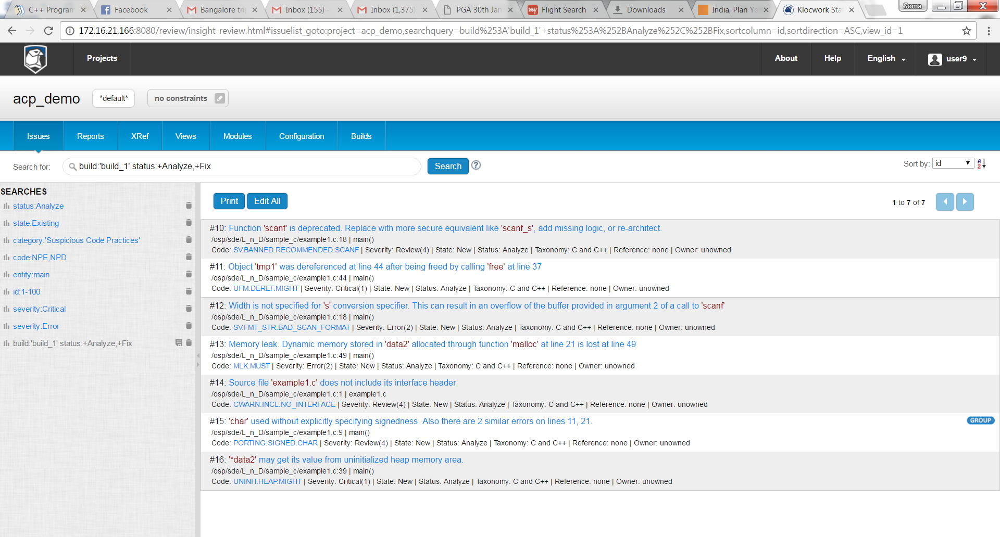 C++ Program
Facebook
Bangalore tri
Inbox (155) -
Inbox (1,375)
PGA 30th Jan
my Flight Search
Downloads
India, Plan Yo
Klocwork Sta
Soma
172.16.21.166:8080/review/insight-review.html#issuelist_goto:project=acp_demo,searchquery=build%253A'build_1'+status%253A%252BAnalyze%252C%252BFix,sortcolumn=id,sortdirection=ASC,view_id=1
Projects
About
Help
English
user9
acp_demo
*default*
no constraints
Issues
Reports
XRef
Views
Modules
Configuration
Builds
Search for:
build:'build_1' status:+Analyze,+Fix
Search
?
Sort by:
id
A
Z
SEARCHES
status:Analyze
state:Existing
category:'Suspicious Code Practices'
code:NPE,NPD
entity:main
id:1-100
severity:Critical
severity:Error
build:'build_1' status:+Analyze,+Fix
Print
Edit All
1 to 7 of 7
#10: Function 'scanf' is deprecated. Replace with more secure equivalent like 'scanf_s', add missing logic, or re-architect.
/osp/sde/L_n_D/sample_c/example1.c:18 | main()
Code: SV.BANNED.RECOMMENDED.SCANF | Severity: Review(4) | State: New | Status: Analyze | Taxonomy: C and C++ | Reference: none | Owner: unowned
#11: Object 'tmp1' was dereferenced at line 44 after being freed by calling 'free' at line 37
/osp/sde/L_n_D/sample_c/example1.c:44 | main()
Code: UFM.DEREF.MIGHT | Severity: Critical(1) | State: New | Status: Analyze | Taxonomy: C and C++ | Reference: none | Owner: unowned
#12: Width is not specified for 's' conversion specifier. This can result in an overflow of the buffer provided in argument 2 of a call to 'scanf'
/osp/sde/L_n_D/sample_c/example1.c:18 | main()
Code: SV.FMT_STR.BAD_SCAN_FORMAT | Severity: Error(2) | State: New | Status: Analyze | Taxonomy: C and C++ | Reference: none | Owner: unowned
#13: Memory leak. Dynamic memory stored in 'data2' allocated through function 'malloc' at line 21 is lost at line 49
/osp/sde/L_n_D/sample_c/example1.c:49 | main()
Code: MLK.MUST | Severity: Error(2) | State: New | Status: Analyze | Taxonomy: C and C++ | Reference: none | Owner: unowned
#14: Source file 'example1.c' does not include its interface header
/osp/sde/L_n_D/sample_c/example1.c:1 | example1.c
Code: CWARN.INCL.NO_INTERFACE | Severity: Review(4) | State: New | Status: Analyze | Taxonomy: C and C++ | Reference: none | Owner: unowned
#15: 'char' used without explicitly specifying signedness. Also there are 2 similar errors on lines 11, 21.
GROUP
/osp/sde/L_n_D/sample_c/example1.c:9 | main()
Code: PORTING.SIGNED.CHAR | Severity: Review(4) | State: New | Status: Analyze | Taxonomy: C and C++ | Reference: none | Owner: unowned
#16: '*data2' may get its value from uninitialized heap memory area.
/osp/sde/L_n_D/sample_c/example1.c:39 | main()
Code: UNINIT.HEAP.MIGHT | Severity: Critical(1) | State: New | Status: Analyze | Taxonomy: C and C++ | Reference: none | Owner: unowned